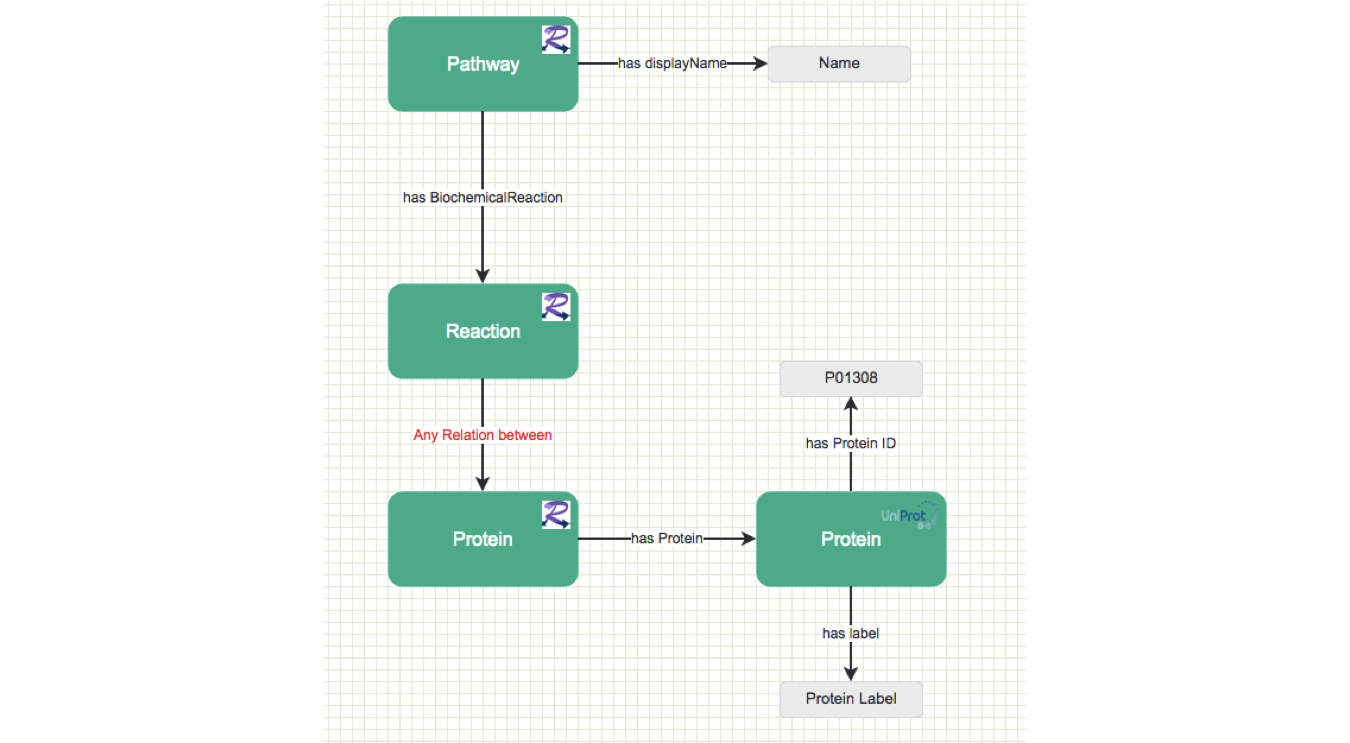 Pathway
has displayName
Name
has BiochemicalReaction
Reaction
P01308
Any Relation between
has Protein ID
UniProt
Protein
has Protein
Protein
has label
Protein Label